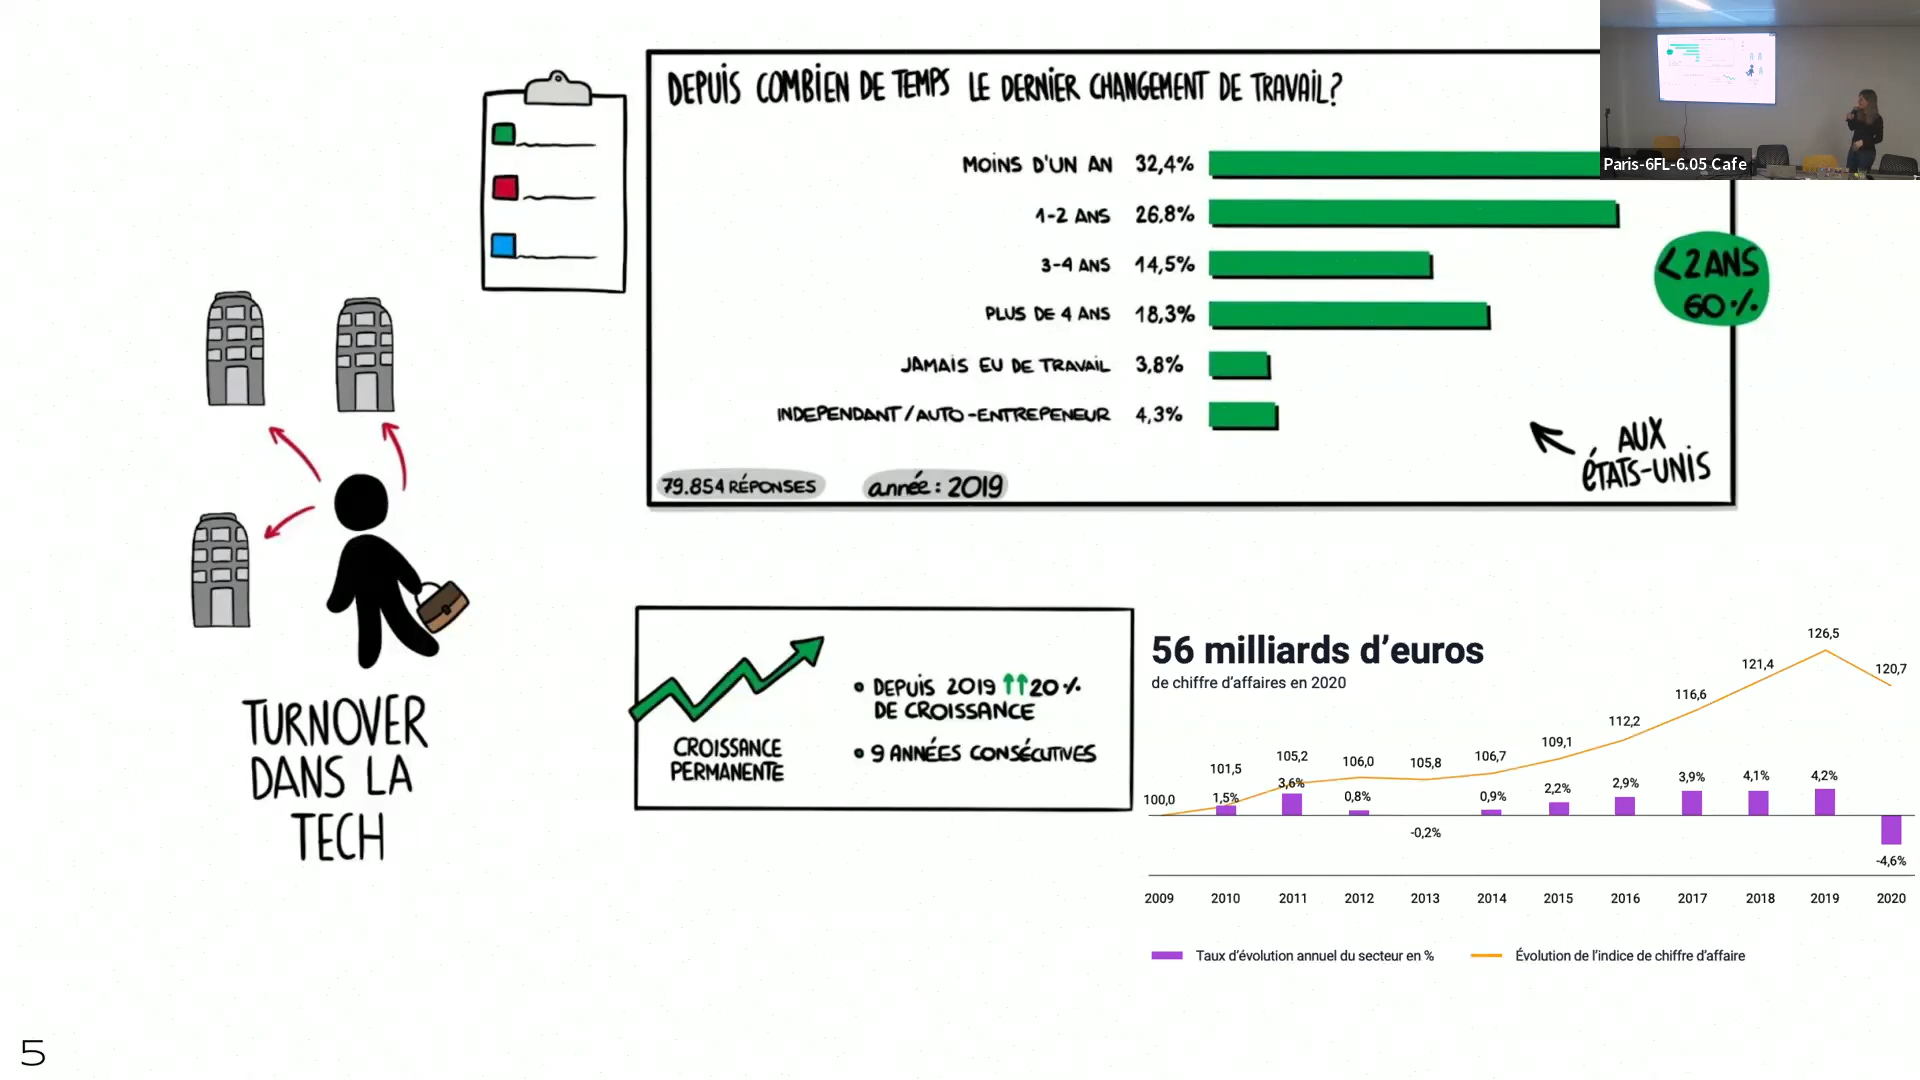 DEPUIS COMBIEN DE TEMPS LE DERNIER CHANGEMENT DE TRAVAIL?
MOINS D'UN AN 32,4%
1-2 ANS 26,8%
3-4 ANS 14,5%
PLUS DE 4 ANS 18,3%
JAMAIS EU DE TRAVAIL 3,8%
INDEPENDANT/AUTO-ENTREPENEUR 4,3%
<2ANS
60%
AUX
ÉTATS-UNIS
79.854 RÉPONSES
année: 2019
Paris-6FL-6.05 Cafe
TURNOVER
DANS LA
TECH
CROISSANCE
PERMANENTE
• DEPUIS 2019 ↑↑20%
DE CROISSANCE
• 9 ANNÉES CONSÉCUTIVES
56 milliards d'euros
de chiffre d'affaires en 2020
100,0 101,5 105,2 106,0 105,8 106,7 109,1 112,2 116,6 121,4 126,5 120,7
1,5% 3,6% 0,8% -0,2% 0,9% 2,2% 2,9% 3,9% 4,1% 4,2% -4,6%
2009 2010 2011 2012 2013 2014 2015 2016 2017 2018 2019 2020
Taux d'évolution annuel du secteur en %
Évolution de l'indice de chiffre d'affaire
5